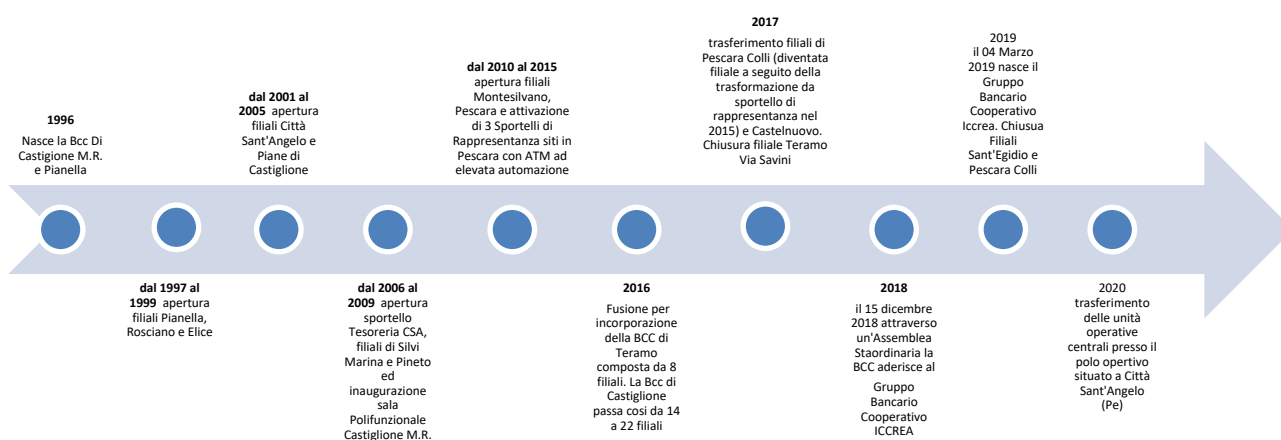 1996
Nasce la Bcc Di
Castigione M.R.
e Pianella
dal 1997 al
1999 apertura
filiali Pianella,
Rosciano e Elice
dal 2001 al
2005 apertura
filiali Città
Sant'Angelo e
Piane di
Castiglione
dal 2006 al
2009 apertura
sportello
Tesoreria CSA,
filiali di Silvi
Marina e Pineto
ed
inaugurazione
sala
Polifunzionale
Castiglione M.R.
dal 2010 al 2015
apertura filiali
Montesilvano,
Pescara e attivazione
di 3 Sportelli di
Rappresentanza siti in
Pescara con ATM ad
elevata automazione
2016
Fusione per
incorporazione
della BCC di
Teramo
composta da 8
filiali. La Bcc di
Castiglione
passa cosi da 14
a 22 filiali
2017
trasferimento filiali di
Pescara Colli (diventata
filiale a seguito della
trasformazione da
sportello di
rappresentanza nel
2015) e Castelnuovo.
Chiusura filiale Teramo
Via Savini
2018
il 15 dicembre
2018 attraverso
un'Assemblea
Staordinaria la
BCC aderisce al
Gruppo
Bancario
Cooperativo
ICCREA
2019
il 04 Marzo
2019 nasce il
Gruppo
Bancario
Cooperativo
Iccrea. Chiusua
Filiali
Sant'Egidio e
Pescara Colli
2020
trasferimento
delle unità
operative
centrali presso il
polo opertivo
situato a Città
Sant'Angelo
(Pe)